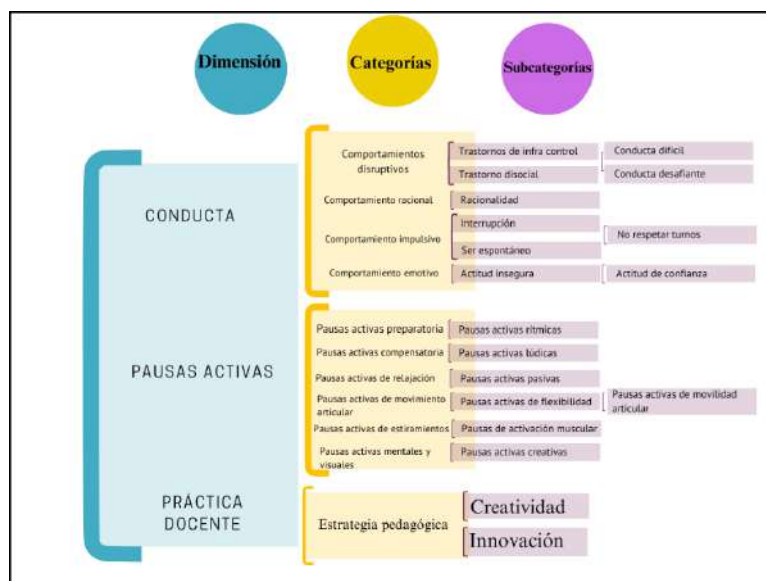 Dimensión
Categorías
Subcategorías
CONDUCTA
Comportamientos
disruptivos
Trastornos de infra control
Conducta difícil
Trastorno disocial
Conducta desafiante
Comportamiento racional
Racionalidad
Comportamiento impulsivo
Interrupción
Ser espontáneo
No respetar turnos
Comportamiento emotivo
Actitud insegura
Actitud de confianza
PAUSAS ACTIVAS
Pausas activas preparatoria
Pausas activas rítmicas
Pausas activas compensatoria
Pausas activas lúdicas
Pausas activas de relajación
Pausas activas pasivas
Pausas activas de movimiento
articular
Pausas activas de flexibilidad
Pausas activas de movilidad
articular
Pausas activas de estiramientos
Pausas de activación muscular
Pausas activas mentales y
visuales
Pausas activas creativas
PRÁCTICA
DOCENTE
Estrategia pedagógica
Creatividad
Innovación